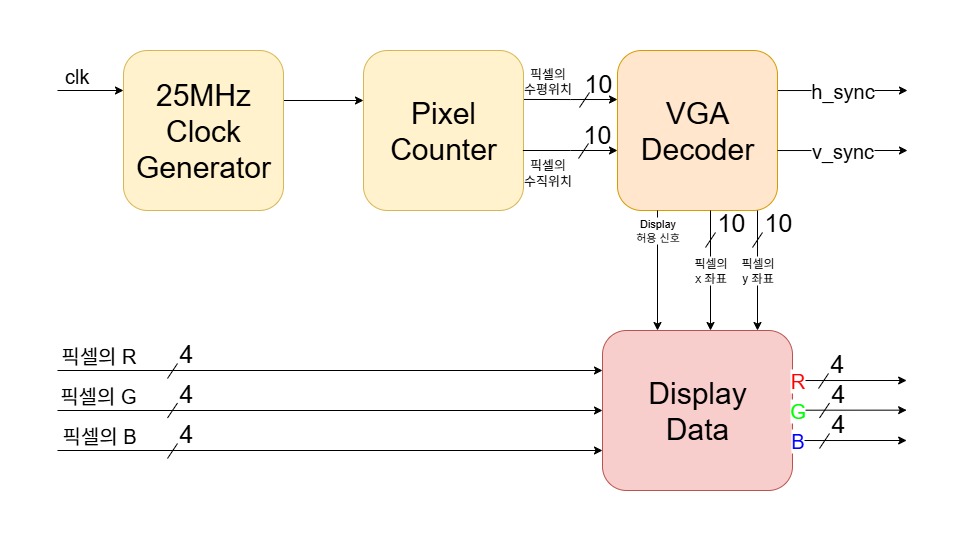 clk
25MHz
Clock
Generator
Pixel
Counter
픽셀의
수평위치
10
픽셀의
수직위치
10
VGA
Decoder
h_sync
v_sync
Display
허용 신호
10
픽셀의
x 좌표
10
픽셀의
y 좌표
픽셀의 R
4
픽셀의 G
4
픽셀의 B
4
Display
Data
R
4
G
4
B
4